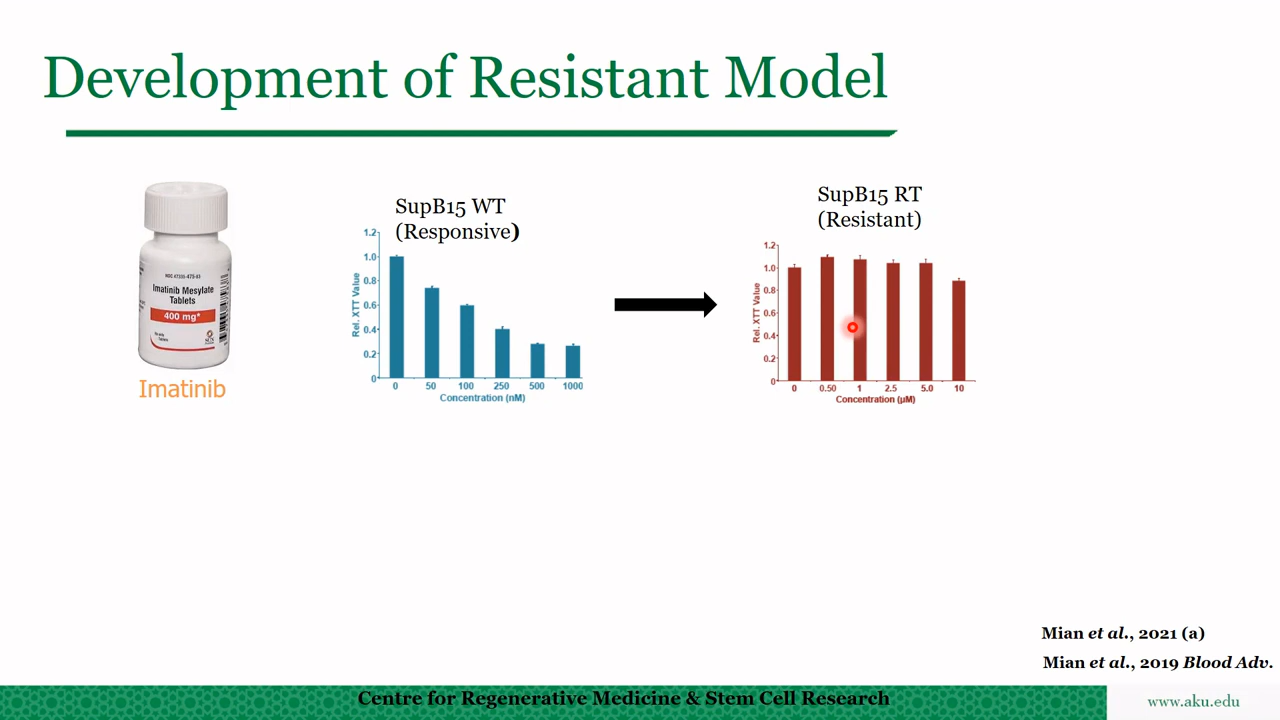 Development of Resistant Model
NDC 47335-475-83
Imatinib Mesylate
Tablets
400 mg*
Imatinib
SupB15 WT
(Responsive)
Rel. XTT Value
1.2
1.0
0.8
0.6
0.4
0.2
0
0 50 100 250 500 1000
Concentration (nM)
SupB15 RT
(Resistant)
Rel. XTT Value
1.2
1.0
0.8
0.6
0.4
0.2
0
0 0.50 1 2.5 5.0 10
Concentration (µM)
Mian et al., 2021 (a)
Mian et al., 2019 Blood Adv.
Centre for Regenerative Medicine & Stem Cell Research
www.aku.edu